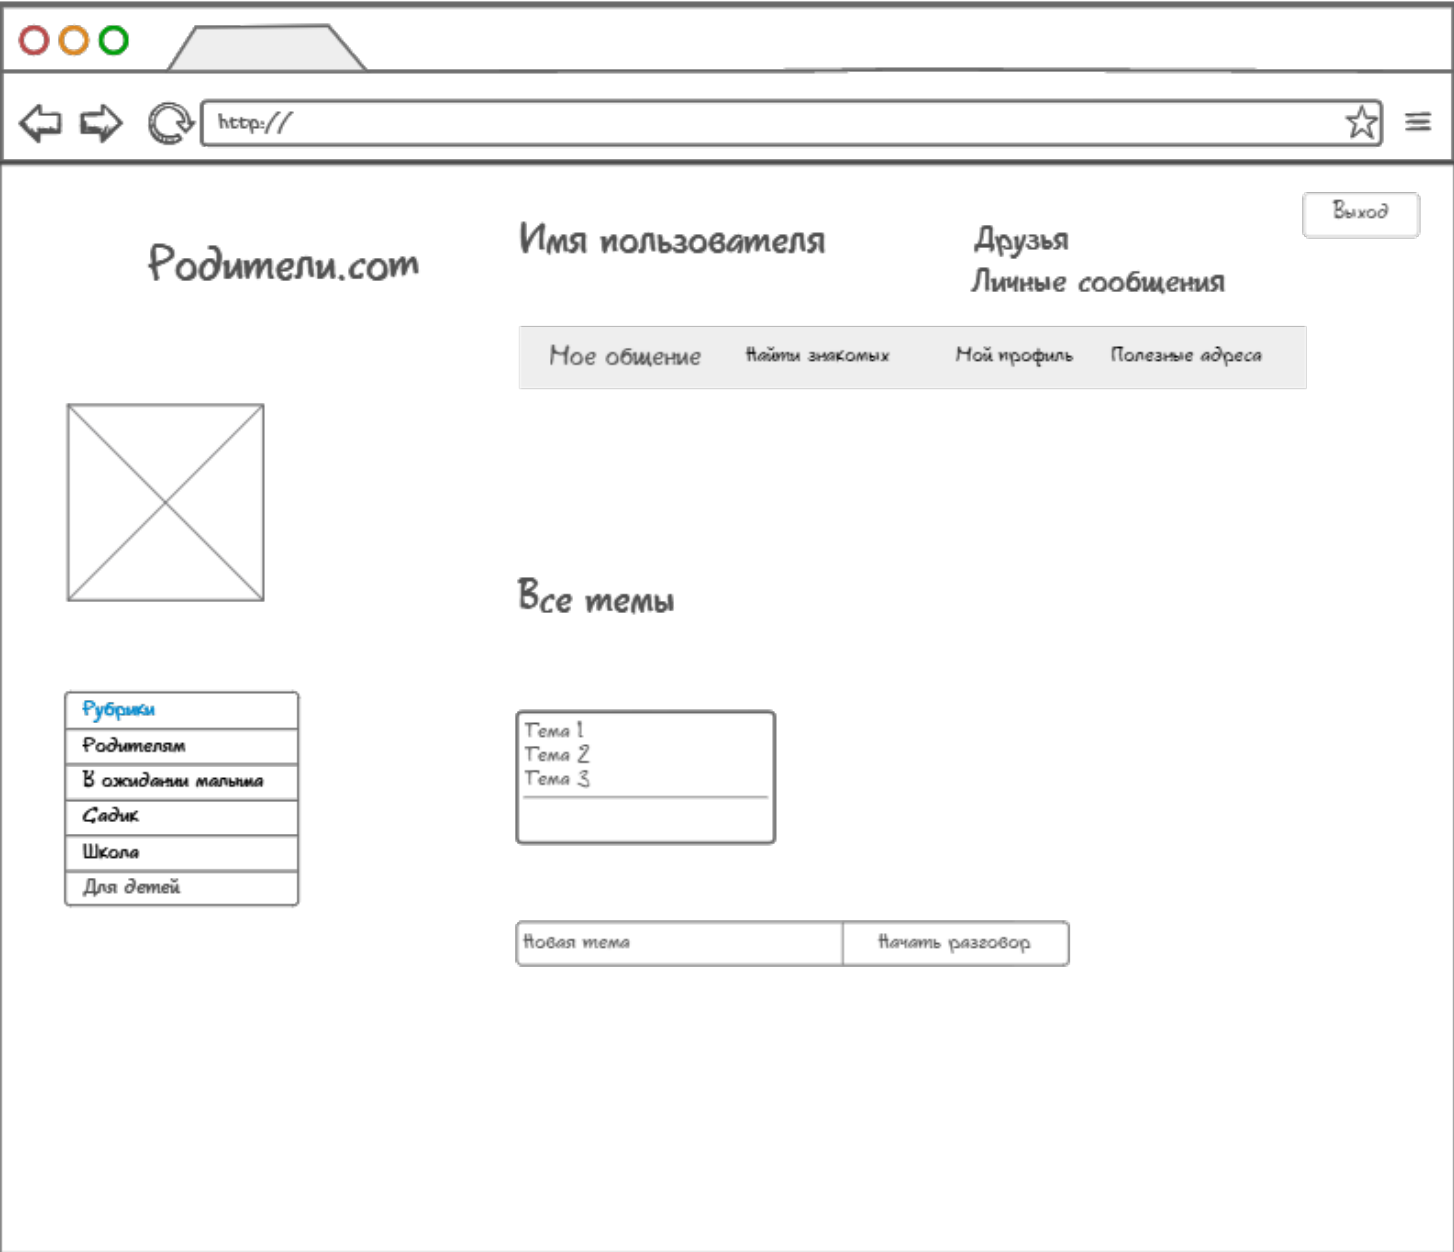 http://
Выход
Родители.com
Имя пользователя
Друзья
Личные сообщения
Мое общение
Найти знакомых
Мой профиль
Полезные адреса
Все темы
Рубрики
Родителям
В ожидании малыша
Садик
Школа
Для детей
Тема 1
Тема 2
Тема 3
Новая тема
Начать разговор